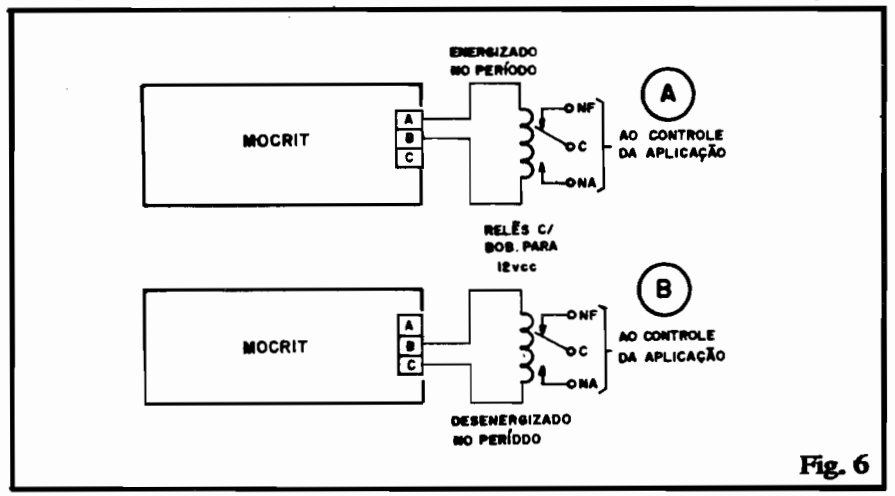 ENERGIZADO
NO PERÍODO
A
NF
MOCRIT
A
B
C
C
AO CONTROLE
DA APLICAÇÃO
NA
RELÊS C/
BOB. PARA
12vcc
B
NF
MOCRIT
A
B
C
C
AO CONTROLE
DA APLICAÇÃO
NA
DESENERGIZADO
NO PERÍDDO
Fig. 6